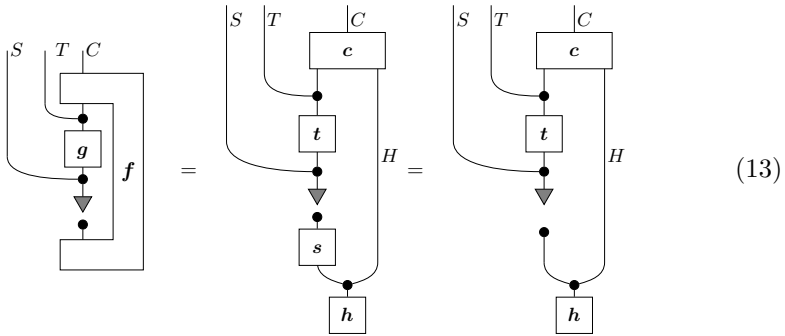 S T C S T C S T C
c c
t t
g H H
f = = (13)
s
h h